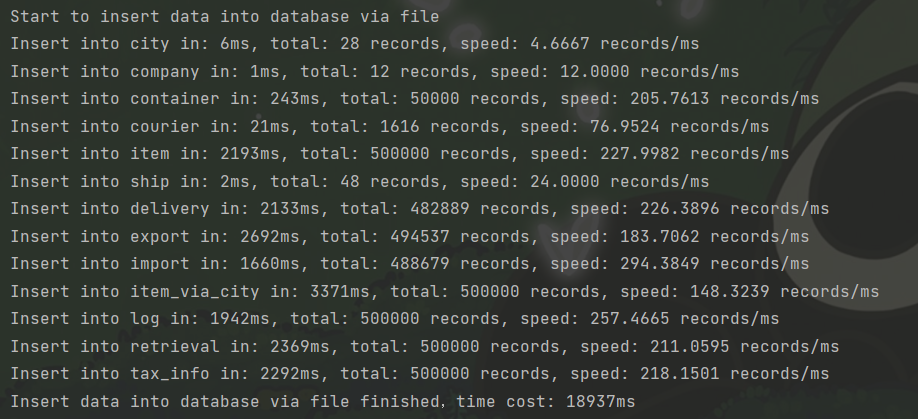 Start to insert data into database via file
Insert into city in: 6ms, total: 28 records, speed: 4.6667 records/ms
Insert into company in: 1ms, total: 12 records, speed: 12.0000 records/ms
Insert into container in: 243ms, total: 50000 records, speed: 205.7613 records/ms
Insert into courier in: 21ms, total: 1616 records, speed: 76.9524 records/ms
Insert into item in: 2193ms, total: 500000 records, speed: 227.9982 records/ms
Insert into ship in: 2ms, total: 48 records, speed: 24.0000 records/ms
Insert into delivery in: 2133ms, total: 482889 records, speed: 226.3896 records/ms
Insert into export in: 2692ms, total: 494537 records, speed: 183.7062 records/ms
Insert into import in: 1660ms, total: 488679 records, speed: 294.3849 records/ms
Insert into item_via_city in: 3371ms, total: 500000 records, speed: 148.3239 records/ms
Insert into log in: 1942ms, total: 500000 records, speed: 257.4665 records/ms
Insert into retrieval in: 2369ms, total: 500000 records, speed: 211.0595 records/ms
Insert into tax_info in: 2292ms, total: 500000 records, speed: 218.1501 records/ms
Insert data into database via file finished, time cost: 18937ms